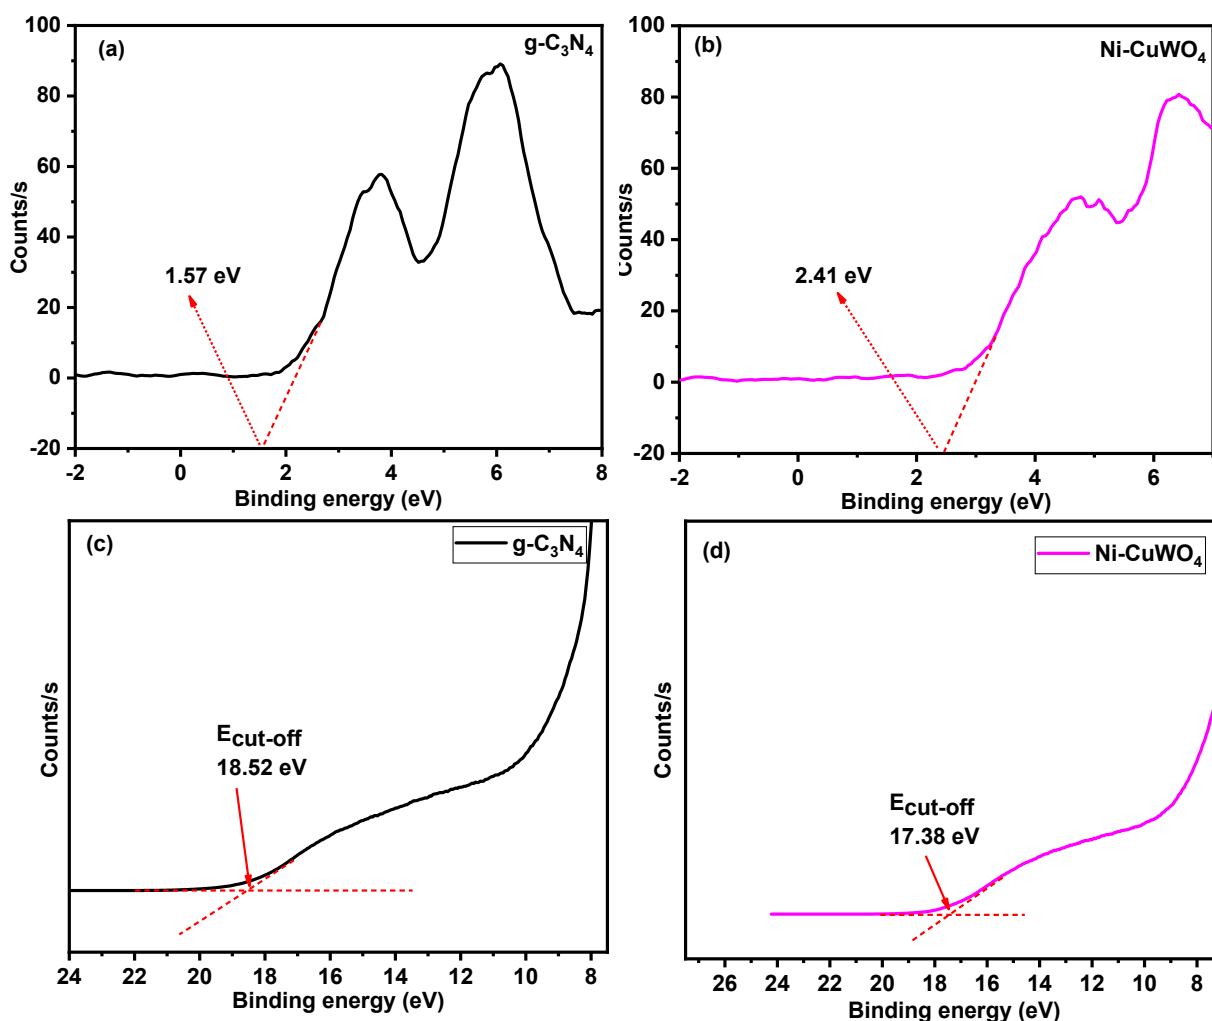 (a)
g-C₃N₄
100
80
60
40
20
0
-20
Counts/s
1.57 eV
-2 0 2 4 6 8
Binding energy (eV)
(b)
Ni-CuWO₄
100
80
60
40
20
0
-20
Counts/s
2.41 eV
-2 0 2 4 6
Binding energy (eV)
(c)
g-C₃N₄
Counts/s
Ecut-off
18.52 eV
24 22 20 18 16 14 12 10 8
Binding energy (eV)
(d)
Ni-CuWO₄
Counts/s
Ecut-off
17.38 eV
26 24 22 20 18 16 14 12 10 8
Binding energy (eV)